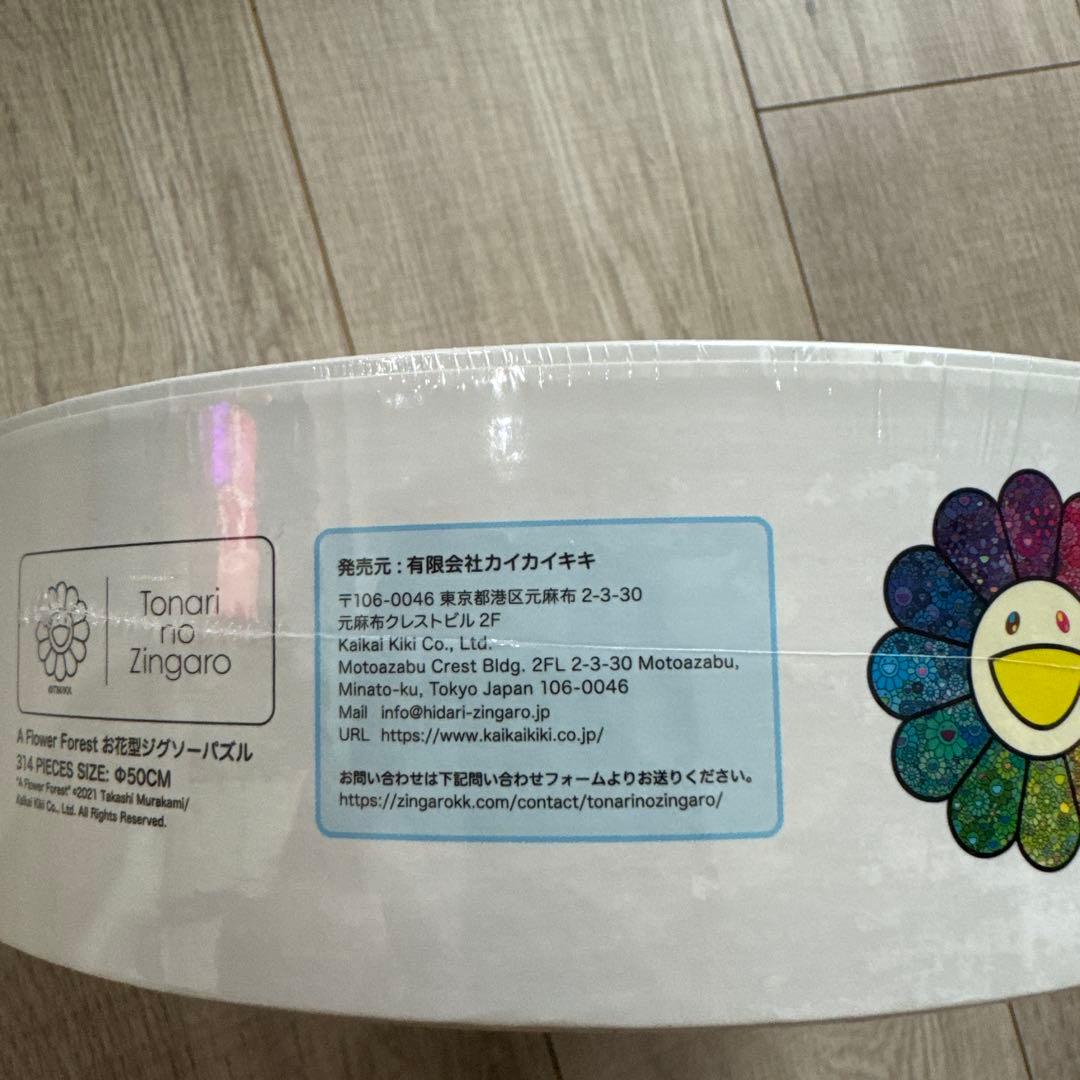 Tonari
no
Zingaro
A Flower Forest お花型ジグソーパズル
314 PIECES SIZE: Φ50CM
"A Flower Forest" ©2021 Takashi Murakami/
Kaikai Kiki Co., Ltd. All Rights Reserved.
発売元 : 有限会社カイカイキキ
〒106-0046 東京都港区元麻布 2-3-30
元麻布クレストビル 2F
Kaikai Kiki Co., Ltd.
Motoazabu Crest Bldg. 2FL 2-3-30 Motoazabu,
Minato-ku, Tokyo Japan 106-0046
Mail info@hidari-zingaro.jp
URL https://www.kaikaikiki.co.jp/
お問い合わせは下記問い合わせフォームよりお送りください。
https://zingarokk.com/contact/tonarinozingaro/